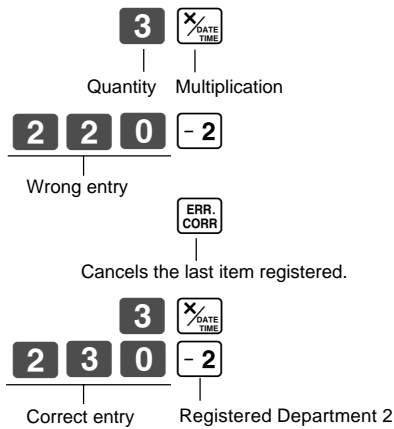 3 ×/DATE TIME
Quantity Multiplication
2 2 0 - 2
Wrong entry
ERR. CORR
Cancels the last item registered.
3 ×/DATE TIME
2 3 0 - 2
Correct entry Registered Department 2